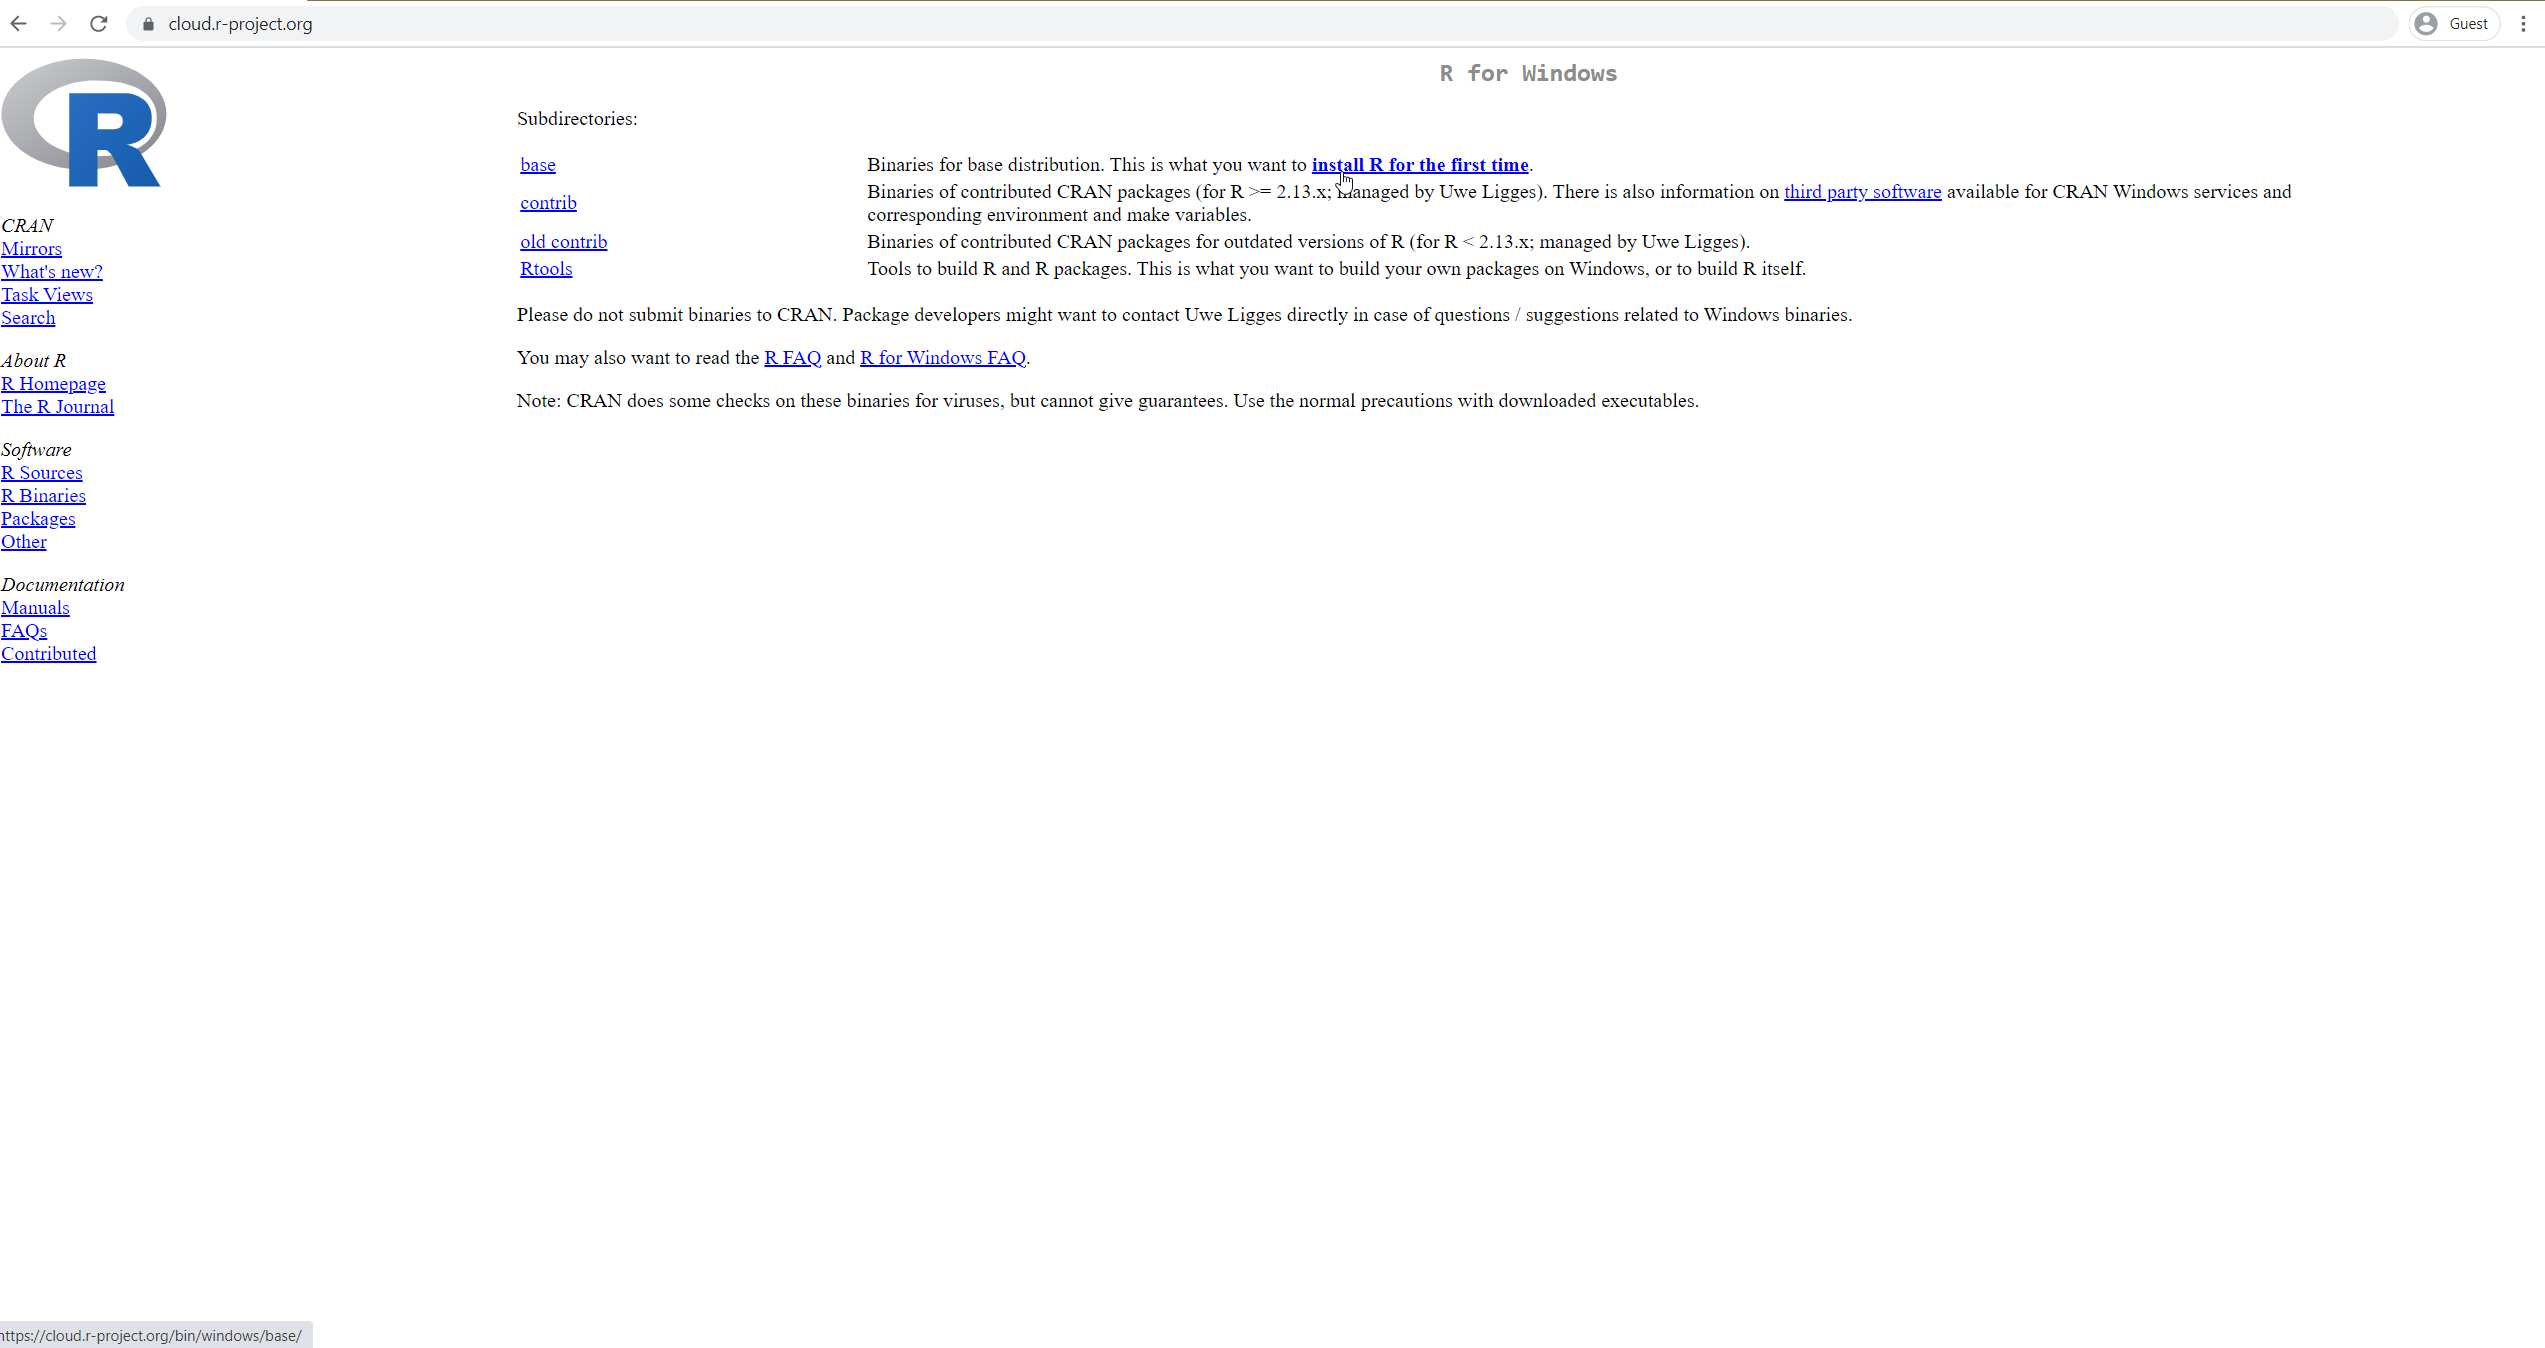 cloud.r-project.org
Guest
R
R for Windows
Subdirectories:
base Binaries for base distribution. This is what you want to install R for the first time.
contrib Binaries of contributed CRAN packages (for R >= 2.13.x; managed by Uwe Ligges). There is also information on third party software available for CRAN Windows services and
corresponding environment and make variables.
old contrib Binaries of contributed CRAN packages for outdated versions of R (for R < 2.13.x; managed by Uwe Ligges).
Rtools Tools to build R and R packages. This is what you want to build your own packages on Windows, or to build R itself.
Please do not submit binaries to CRAN. Package developers might want to contact Uwe Ligges directly in case of questions / suggestions related to Windows binaries.
You may also want to read the R FAQ and R for Windows FAQ.
Note: CRAN does some checks on these binaries for viruses, but cannot give guarantees. Use the normal precautions with downloaded executables.
CRAN
Mirrors
What's new?
Task Views
Search
About R
R Homepage
The R Journal
Software
R Sources
R Binaries
Packages
Other
Documentation
Manuals
FAQs
Contributed
https://cloud.r-project.org/bin/windows/base/